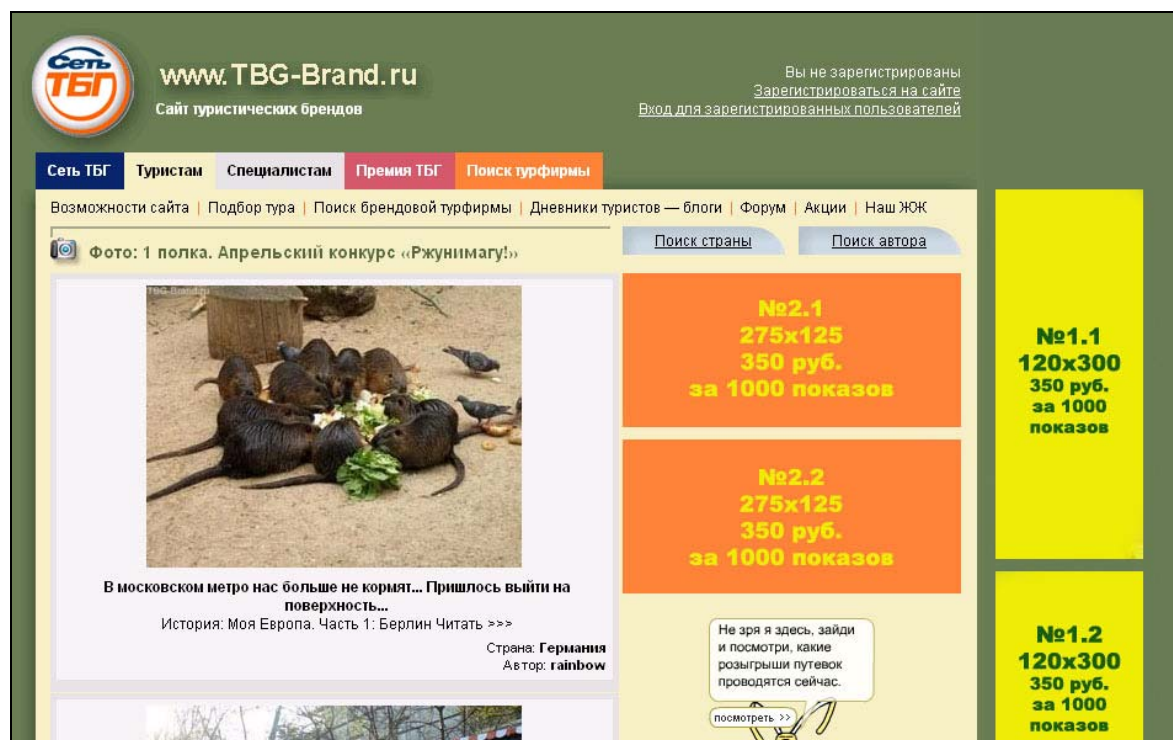 Сеть
ТБГ
www.TBG-Brand.ru
Сайт туристических брендов
Вы не зарегистрированы
Зарегистрироваться на сайте
Вход для зарегистрированных пользователей
Сеть ТБГ
Туристам
Специалистам
Премия ТБГ
Поиск турфирмы
Возможности сайта | Подбор тура | Поиск брендовой турфирмы | Дневники туристов — блоги | Форум | Акции | Наш ЖЖ
Фото: 1 полка. Апрельский конкурс «Ржунимагу!»
Поиск страны
Поиск автора
TBG-Brand.ru
В московском метро нас больше не кормят... Пришлось выйти на
поверхность...
История: Моя Европа. Часть 1: Берлин Читать >>>
Страна: Германия
Автор: rainbow
№2.1
275x125
350 руб.
за 1000 показов
№2.2
275x125
350 руб.
за 1000 показов
Не зря я здесь, зайди
и посмотри, какие
розыгрыши путевок
проводятся сейчас.
посмотреть >>
№1.1
120x300
350 руб.
за 1000
показов
№1.2
120x300
350 руб.
за 1000
показов